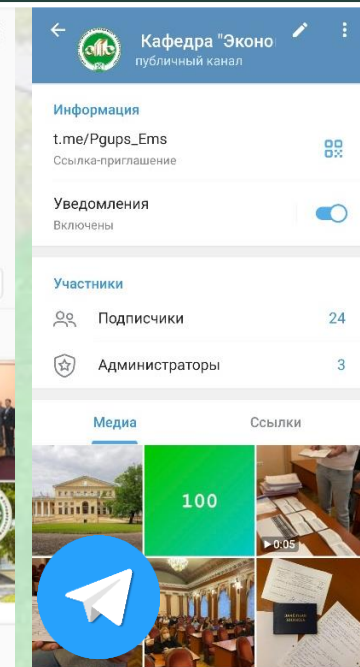 Кафедра "Эконо
публичный канал
Информация
t.me/Pgups_Ems
Ссылка-приглашение
Уведомления
Включены
Участники
Подписчики 24
Администраторы 3
Медиа Ссылки
100
0:05